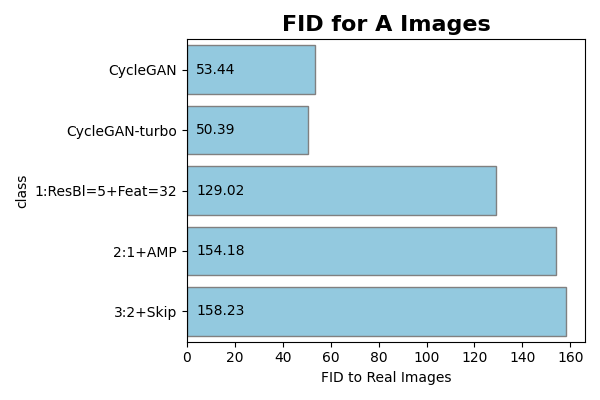 FID for A Images
class
CycleGAN
53.44
CycleGAN-turbo
50.39
1:ResBl=5+Feat=32
129.02
2:1+AMP
154.18
3:2+Skip
158.23
0 20 40 60 80 100 120 140 160
FID to Real Images